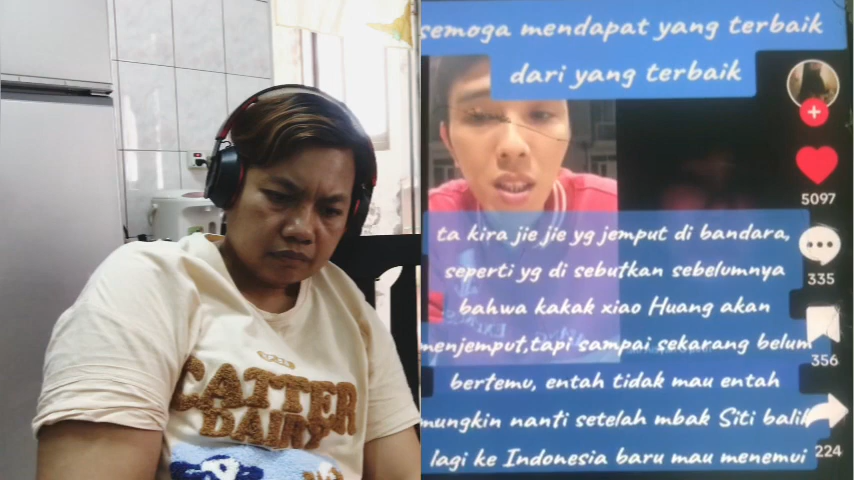 CATTER
DAIRY
semoga mendapat yang terbaik
dari yang terbaik
5097
ta kira jie jie yg jemput di bandara,
seperti yg di sebutkan sebelumnya
bahwa kakak xiao Huang akan
menjemput,tapi sampai sekarang belum
bertemu, entah tidak mau entah
mungkin nanti setelah mbak Siti balik
lagi ke Indonesia baru mau menemui
335
356
224